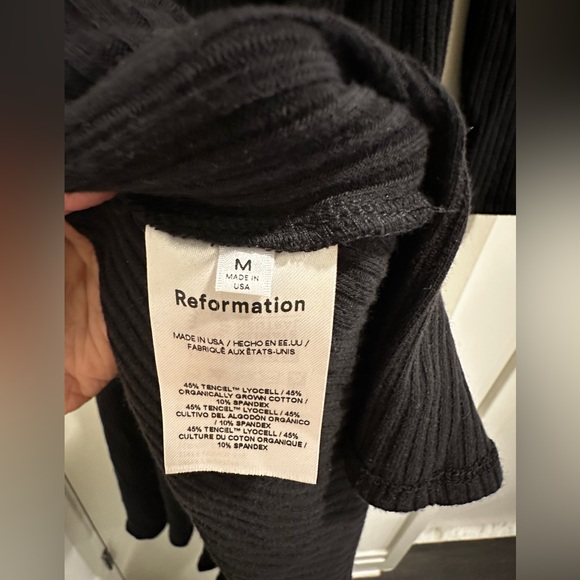 M
MADE IN
USA
Reformation
MADE IN USA / HECHO EN EE.UU /
FABRIQUÉ AUX ÉTATS-UNIS
45% TENCEL™ LYOCELL / 45%
ORGANICALLY GROWN COTTON /
10% SPANDEX
45% TENCEL™ LYOCELL / 45%
CULTIVO DEL ALGODÓN ORGÁNICO
/ 10% SPANDEX
45% TENCEL™ LYOCELL / 45%
CULTURE DU COTON ORGANIQUE /
10% SPANDEX